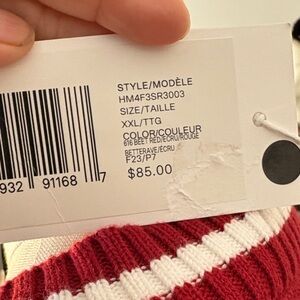 STYLE/MODÈLE
HM4F3SR3003
SIZE/TAILLE
XXL/TTG
COLOR/COULEUR
616 BEET RED/ECRU/ROUGE
BETTERAVE/ÉCRU
F23/P7
$85.00
932 91168 7